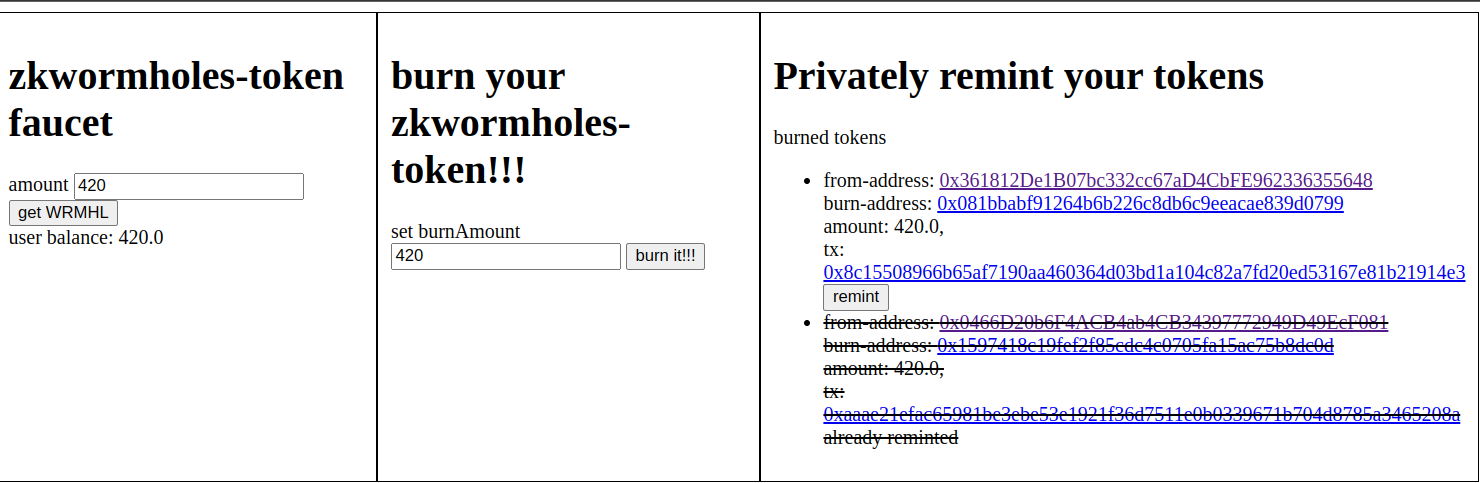 zkwormholes-token
faucet
amount 420
get WRMHL
user balance: 420.0
burn your
zkwormholes-
token!!!
set burnAmount
420 burn it!!!
Privately remint your tokens
burned tokens
from-address: 0x361812De1B07bc332cc67aD4CbFE962336355648
burn-address: 0x081bbabf91264b6b226c8db6c9eeacae839d0799
amount: 420.0,
tx:
0x8c15508966b65af7190aa460364d03bd1a104c82a7fd20ed53167e81b21914e3
remint
from-address: 0x0466D20b6F4ACB4ab4CB34397772949D49EcF081
burn-address: 0x1597418c19fef2f85cdc4c0705fa15ac75b8dc0d
amount: 420.0,
tx:
0xaaae21efac65981be3ebe53e1921f36d7511e0b0339671b704d8785a3465208a
already reminted